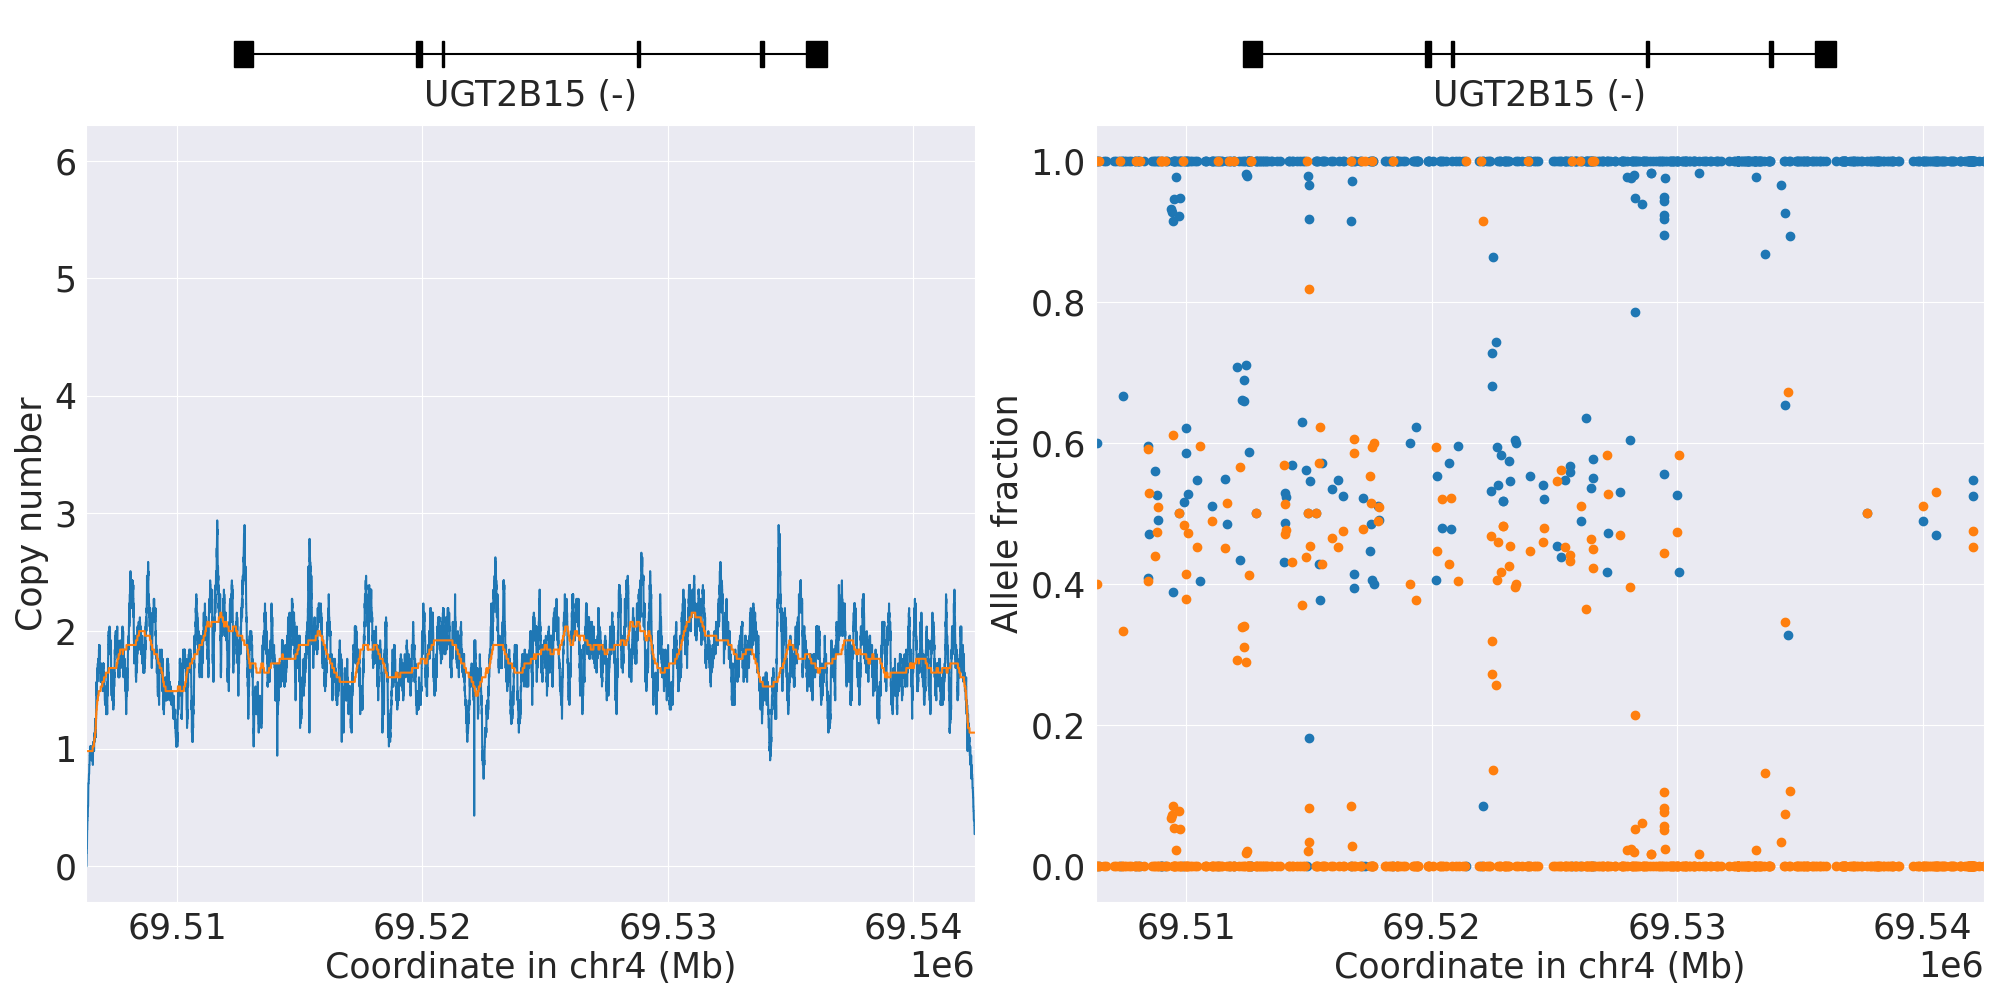 UGT2B15 (-)
Copy number
6
5
4
3
2
1
0
69.51 69.52 69.53 69.54
Coordinate in chr4 (Mb) 1e6
UGT2B15 (-)
Allele fraction
1.0
0.8
0.6
0.4
0.2
0.0
69.51 69.52 69.53 69.54
Coordinate in chr4 (Mb) 1e6